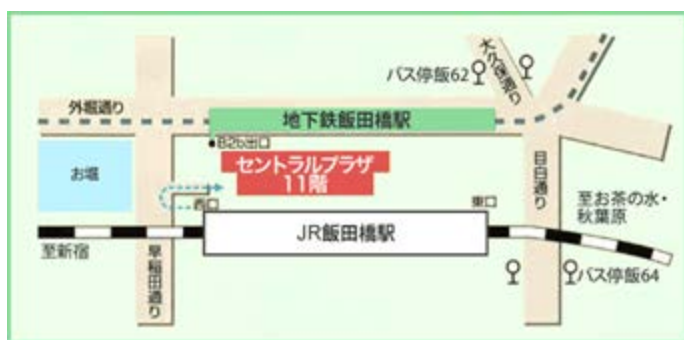 バス停飯62
大久保通り
外堀通り
地下鉄飯田橋駅
B2b出口
セントラルプラザ
11階
お堀
目白通り
至お茶の水・
秋葉原
西口
東口
JR飯田橋駅
至新宿
早稲田通り
バス停飯64